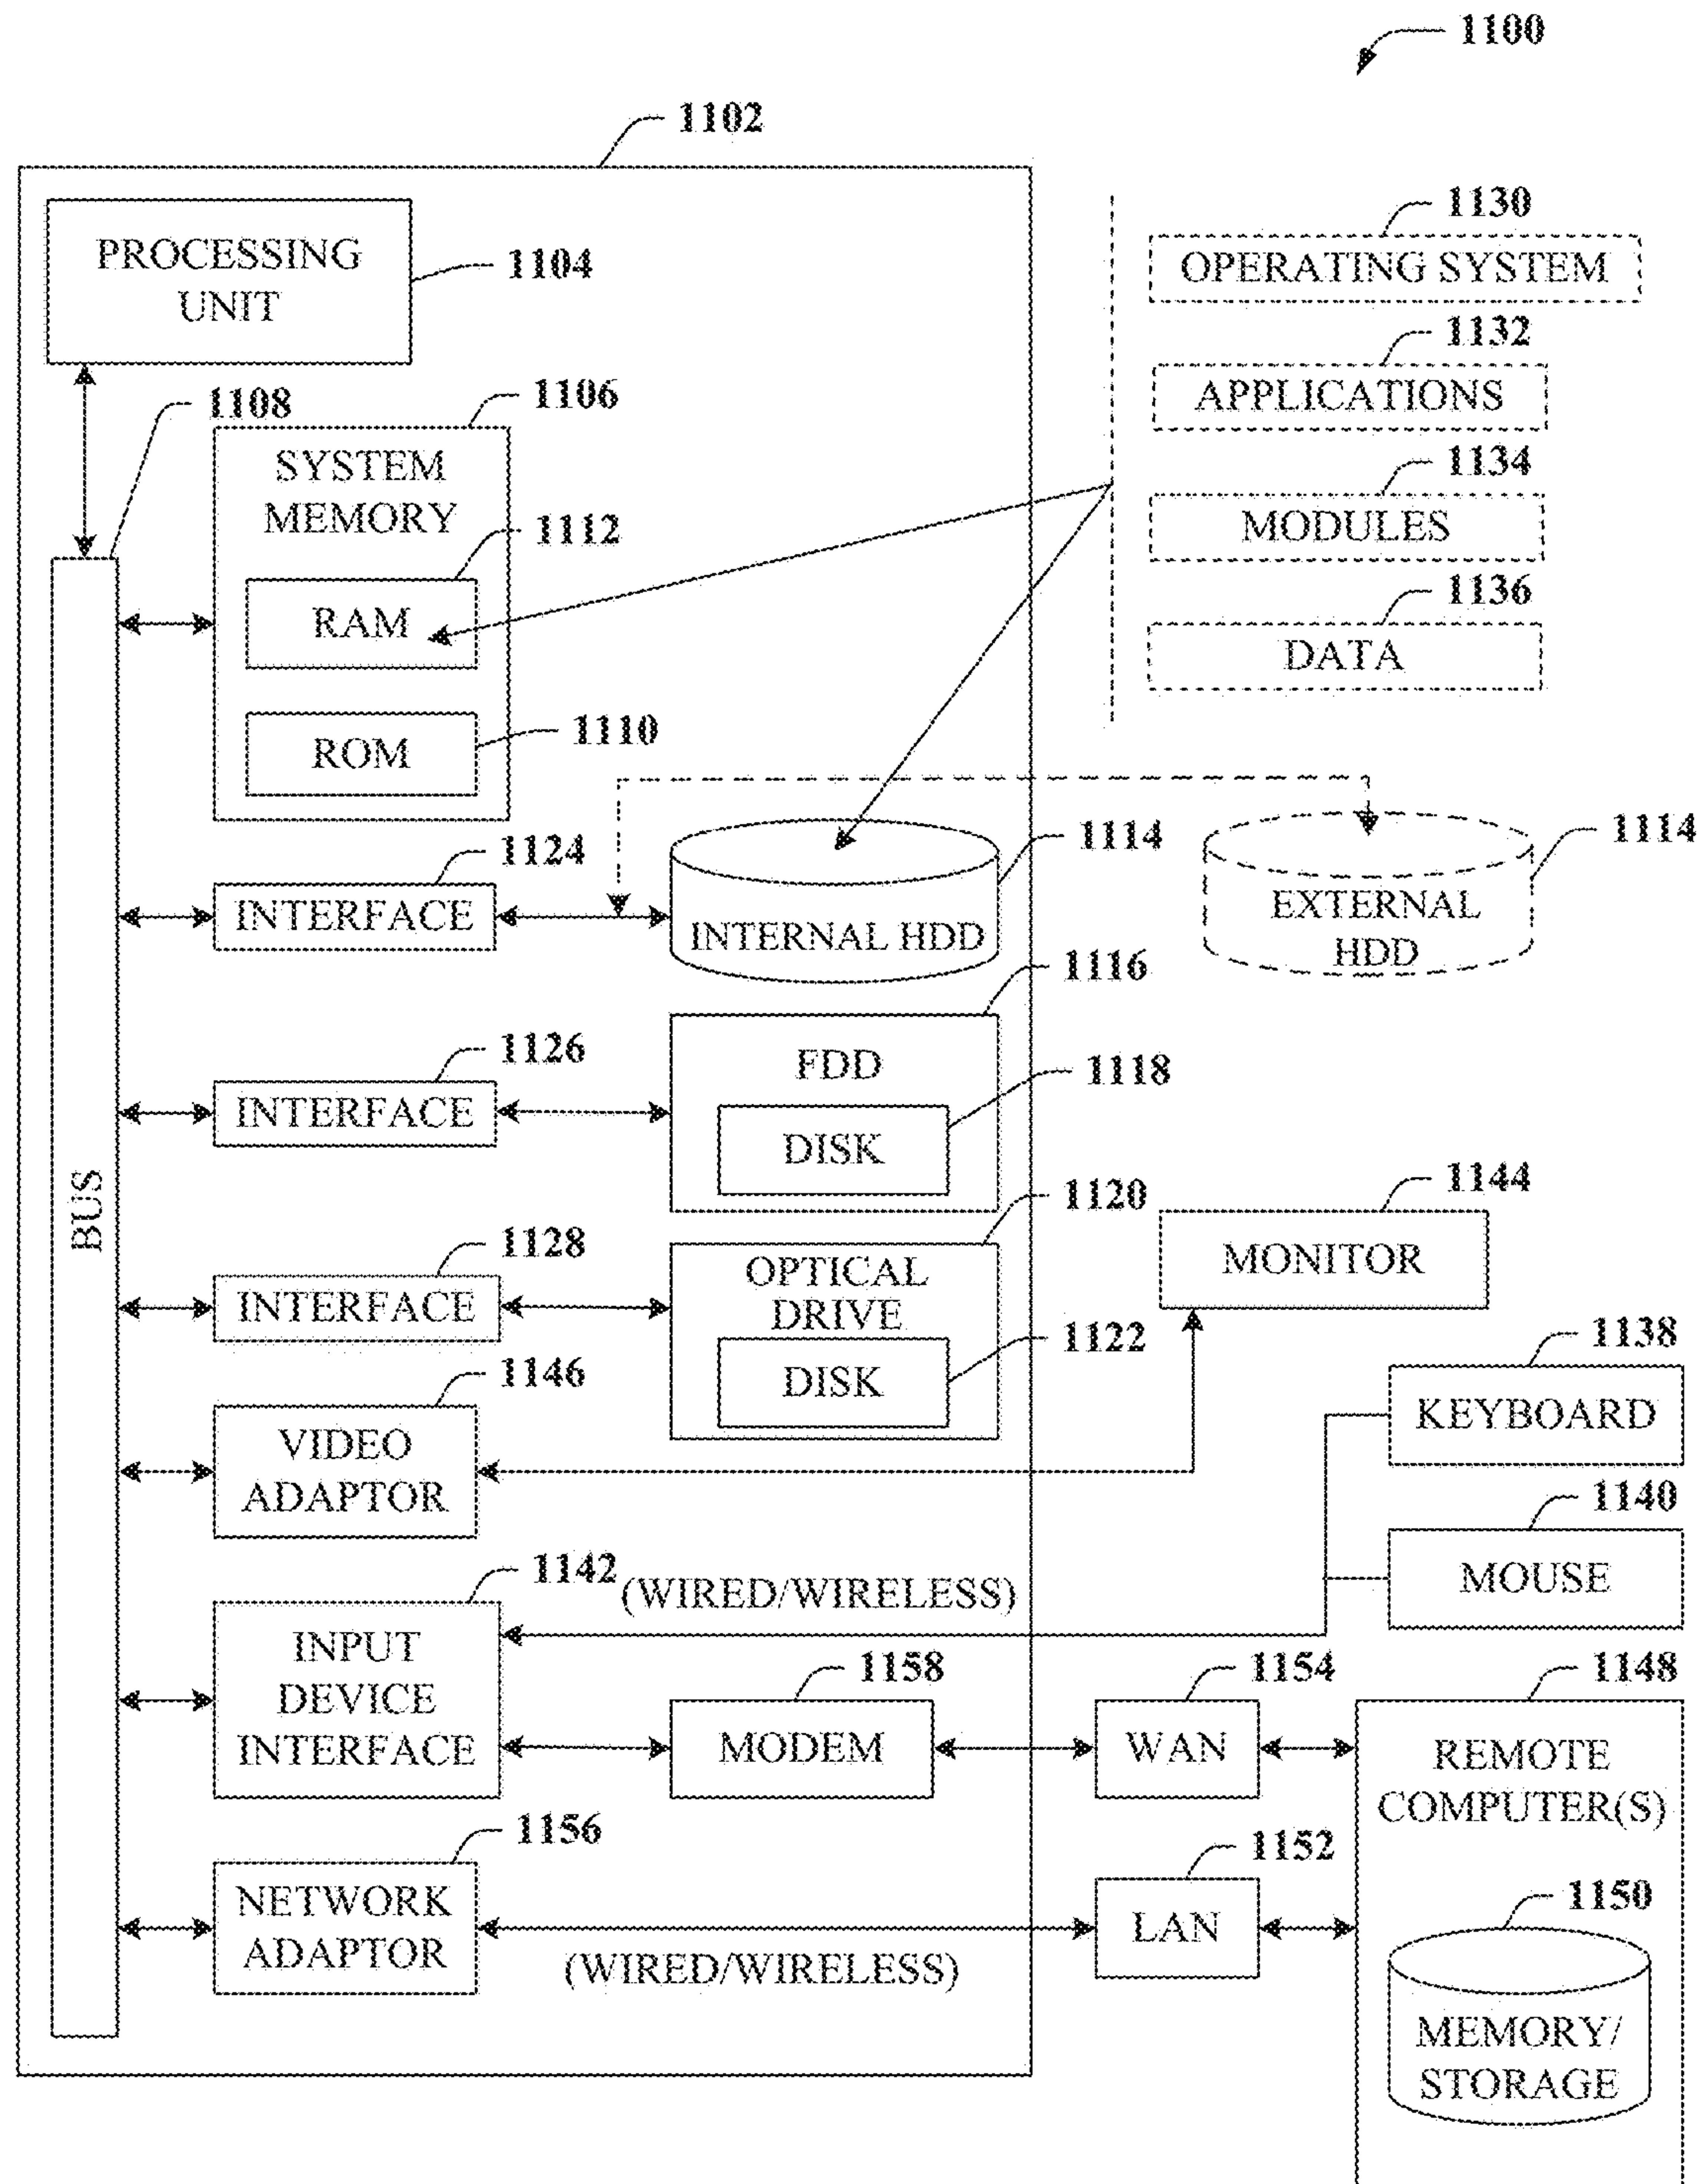 1100
1102
PROCESSING
UNIT
1104
1130
OPERATING SYSTEM
1132
APPLICATIONS
1134
MODULES
1136
DATA
1108
1106
SYSTEM
MEMORY
1112
RAM
1110
ROM
1124
INTERFACE
1114
INTERNAL HDD
1114
EXTERNAL
HDD
1126
INTERFACE
1116
FDD
1118
DISK
BUS
1128
INTERFACE
1120
OPTICAL
DRIVE
1122
DISK
1144
MONITOR
1146
VIDEO
ADAPTOR
1138
KEYBOARD
1140
MOUSE
1142
(WIRED/WIRELESS)
INPUT
DEVICE
INTERFACE
1158
MODEM
1154
WAN
1148
REMOTE
COMPUTER(S)
1156
NETWORK
ADAPTOR
(WIRED/WIRELESS)
1152
LAN
1150
MEMORY/
STORAGE